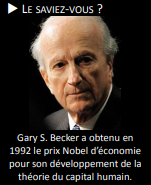 ► LE SAVIEZ-VOUS ?
Gary S. Becker a obtenu en
1992 le prix Nobel d'économie
pour son développement de la
théorie du capital humain.